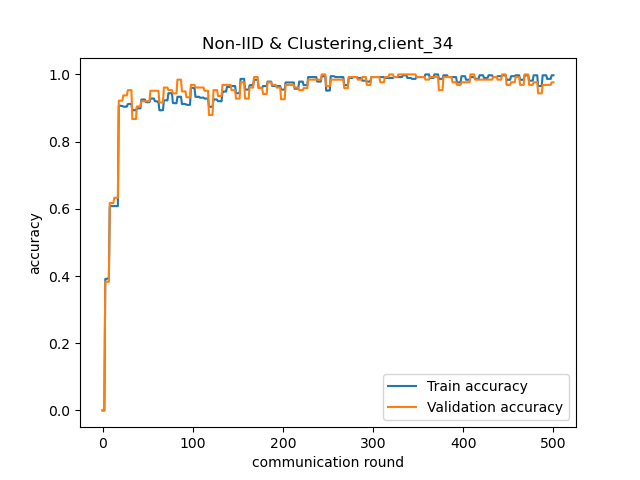 Non-IID & Clustering,client_34
accuracy
1.0
0.8
0.6
0.4
0.2
0.0
0
100
200
300
400
500
communication round
Train accuracy
Validation accuracy